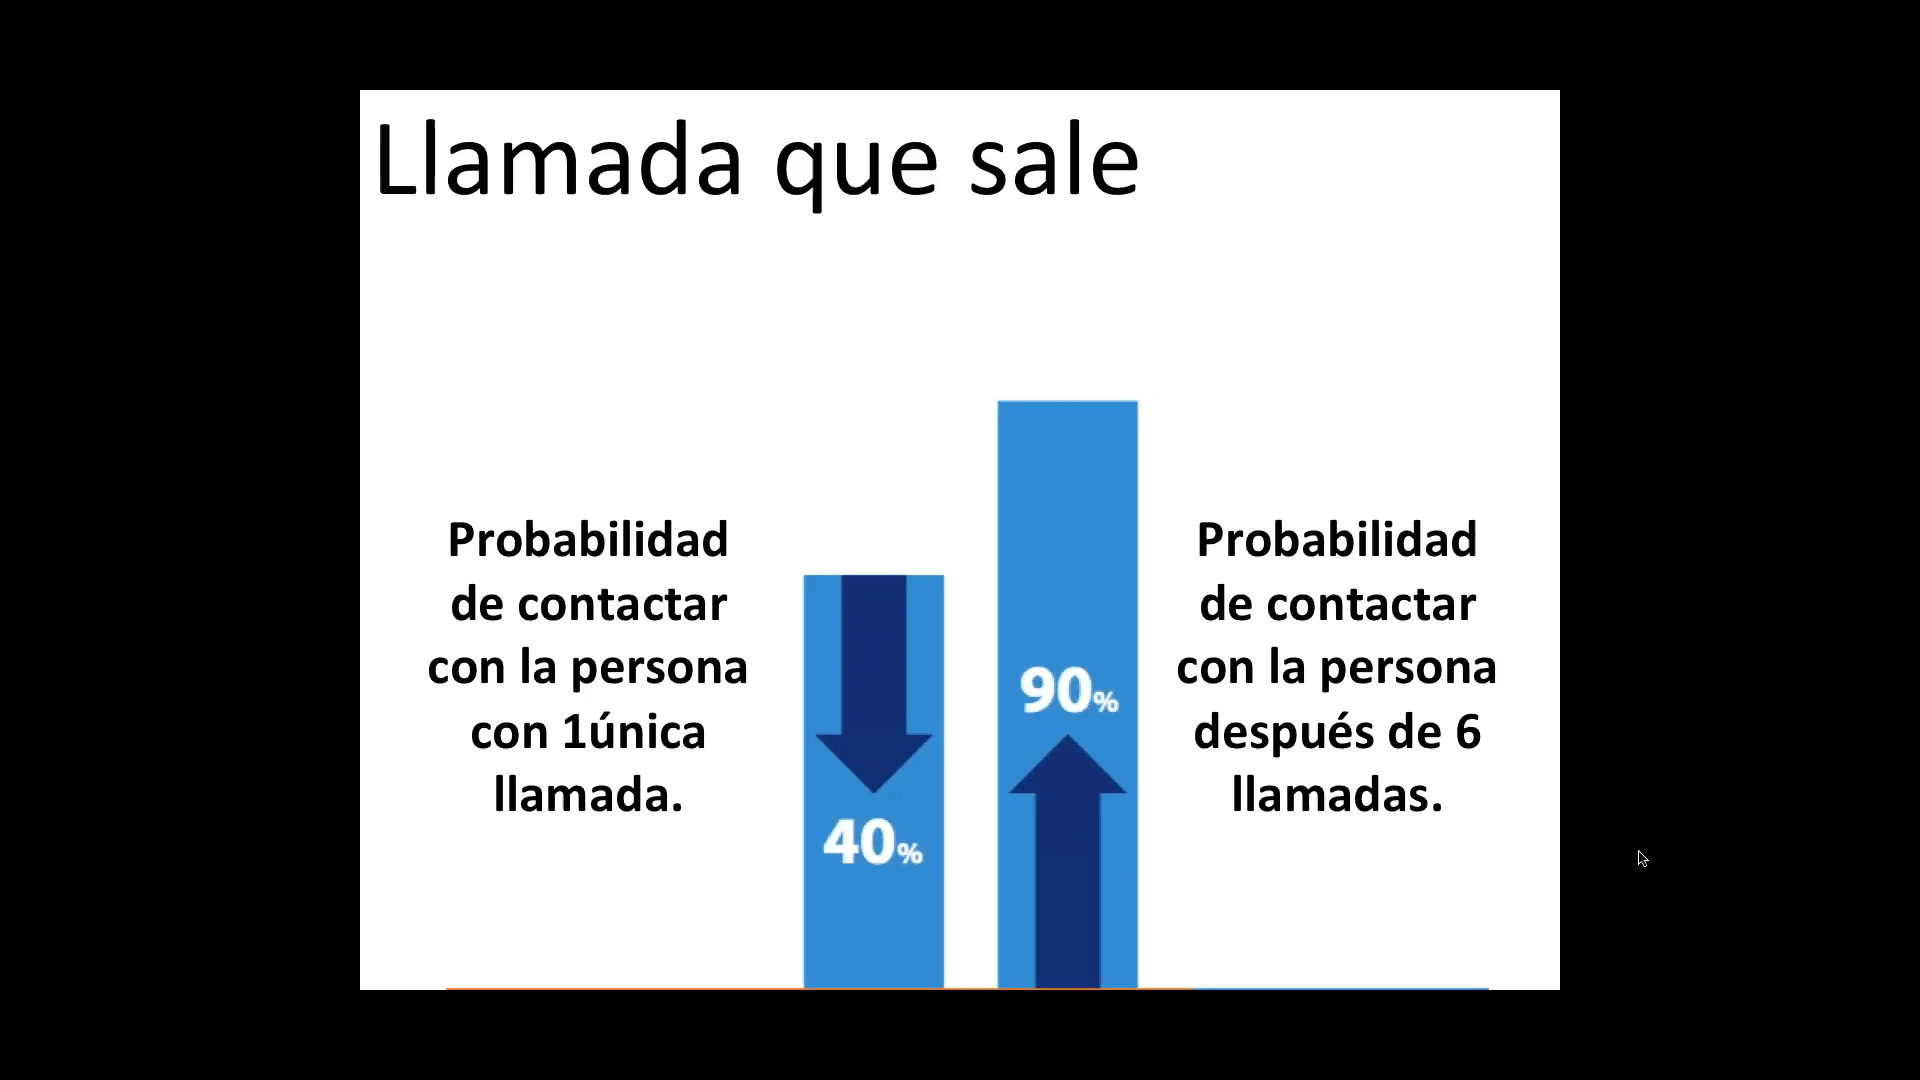 Llamada que sale
Probabilidad
de contactar
con la persona
con 1única
llamada.
40%
90%
Probabilidad
de contactar
con la persona
después de 6
llamadas.